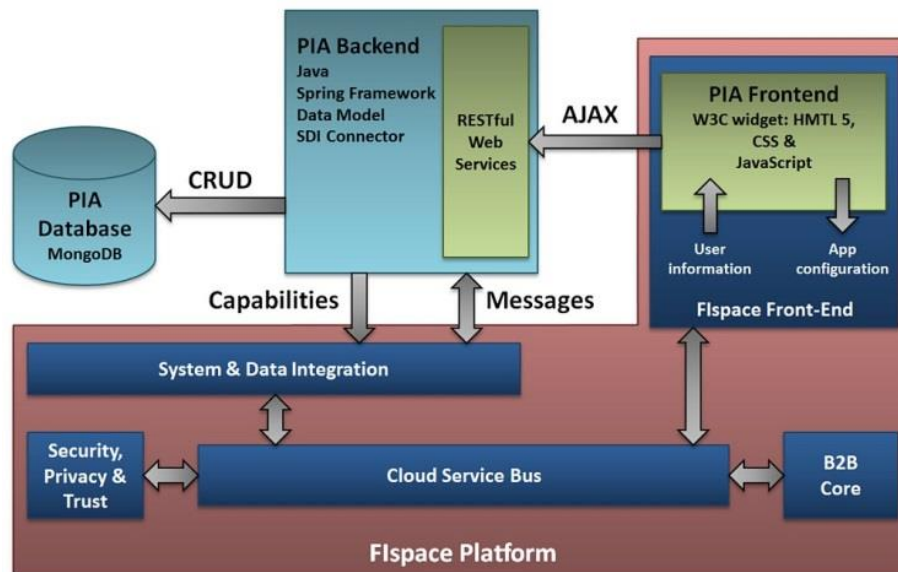 PIA Backend
Java
Spring Framework
Data Model
SDI Connector
RESTful
Web
Services
AJAX
PIA Frontend
W3C widget: HMTL 5,
CSS &
JavaScript
CRUD
PIA
Database
MongoDB
User
information
App
configuration
FIspace Front-End
Capabilities
Messages
System & Data Integration
Security,
Privacy &
Trust
Cloud Service Bus
B2B
Core
FIspace Platform